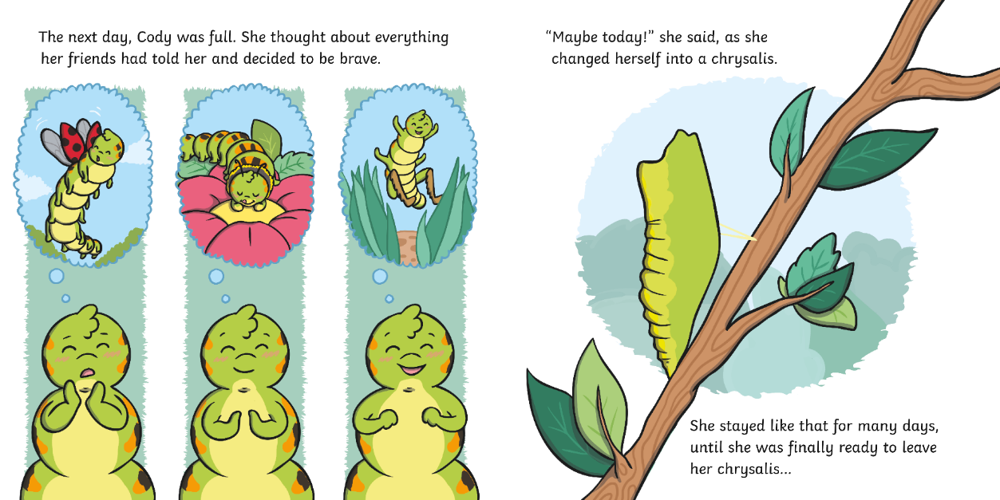 The next day, Cody was full. She thought about everything
her friends had told her and decided to be brave.
“Maybe today!” she said, as she
changed herself into a chrysalis.
She stayed like that for many days,
until she was finally ready to leave
her chrysalis...